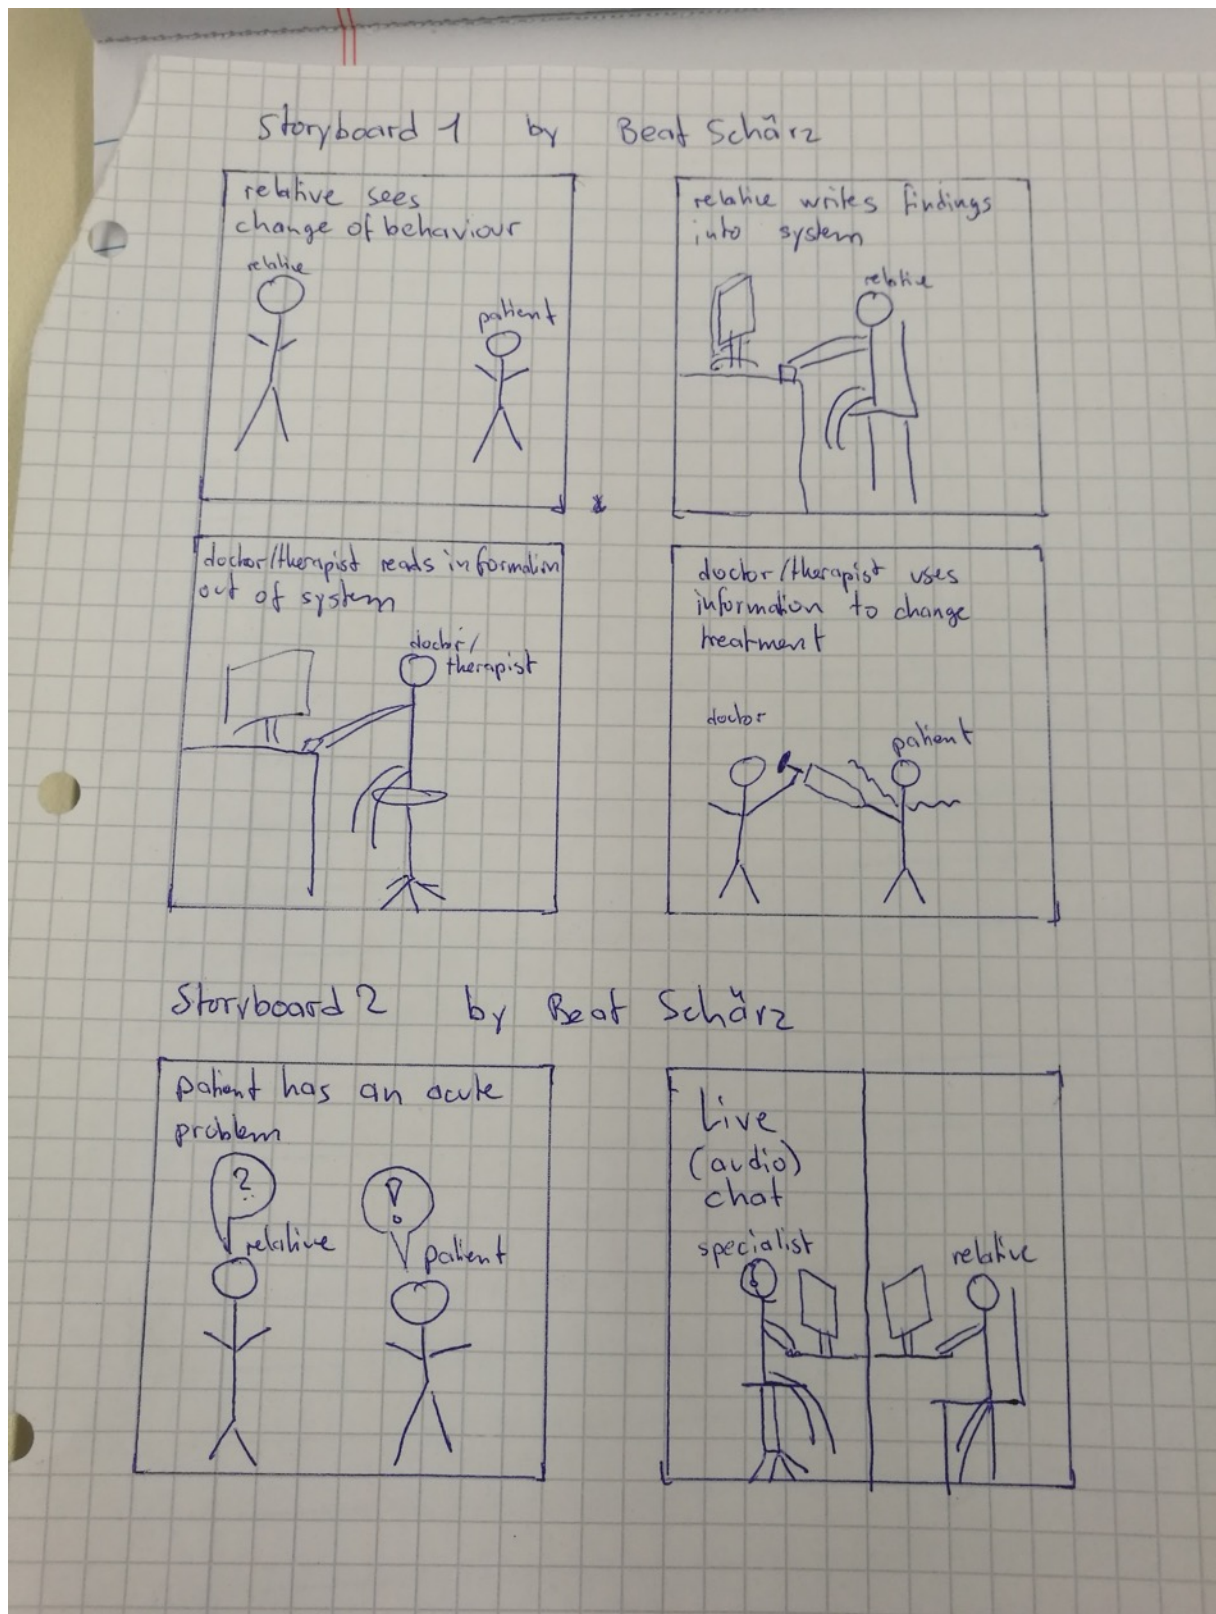 Storyboard 1 by Beat Schärz
relative sees
change of behaviour
relative
patient
relative writes findings
into system
relative
doctor/therapist reads information
out of system
doctor/
therapist
doctor/therapist uses
information to change
treatment
doctor
patient
Storyboard 2 by Beat Schärz
patient has an acute
problem
?
!
relative
patient
Live
(audio)
chat
specialist
relative